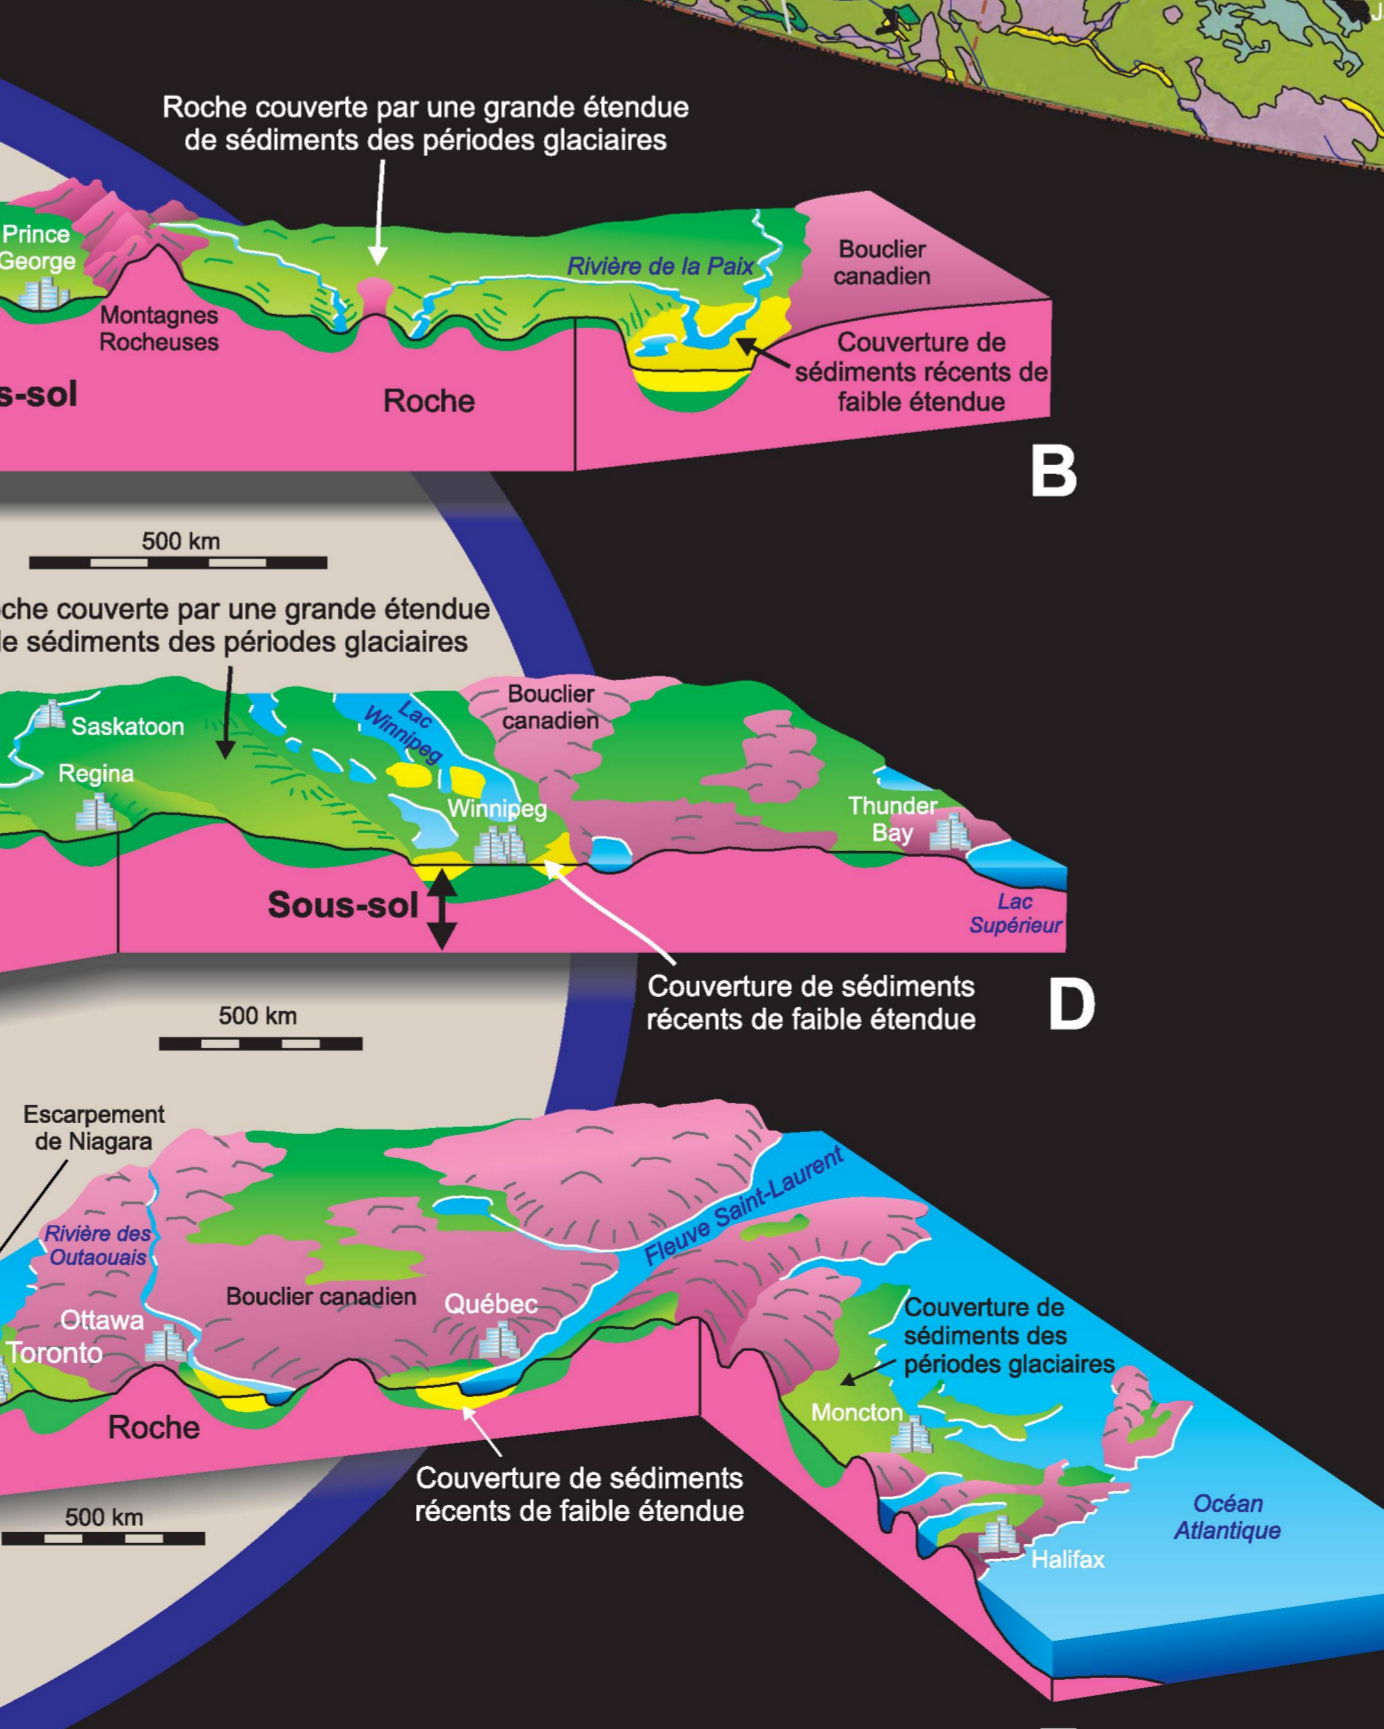 Roche couverte par une grande étendue
de sédiments des périodes glaciaires
Prince
George
Montagnes
Rocheuses
Rivière de la Paix
Bouclier
canadien
Couverture de
sédiments récents de
faible étendue
s-sol
Roche
B
500 km
che couverte par une grande étendue
e sédiments des périodes glaciaires
Saskatoon
Regina
Lac
Winnipeg
Bouclier
canadien
Winnipeg
Thunder
Bay
Sous-sol
Lac
Supérieur
Couverture de sédiments
récents de faible étendue
D
500 km
Escarpement
de Niagara
Rivière des
Outaouais
Ottawa
Toronto
Bouclier canadien
Québec
Fleuve Saint-Laurent
Couverture de
sédiments des
périodes glaciaires
Moncton
Roche
Couverture de sédiments
récents de faible étendue
Halifax
Océan
Atlantique
500 km